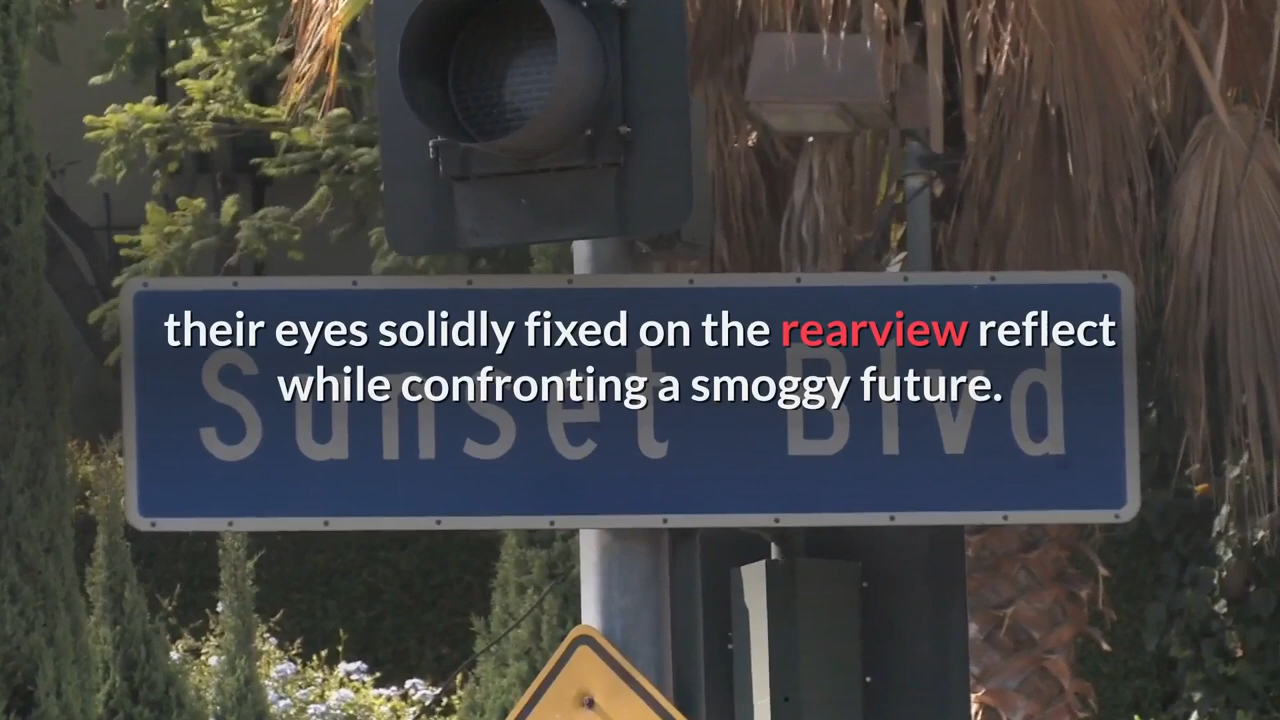 their eyes solidly fixed on the rearview reflect
while confronting a smoggy future.
Sunset Blvd